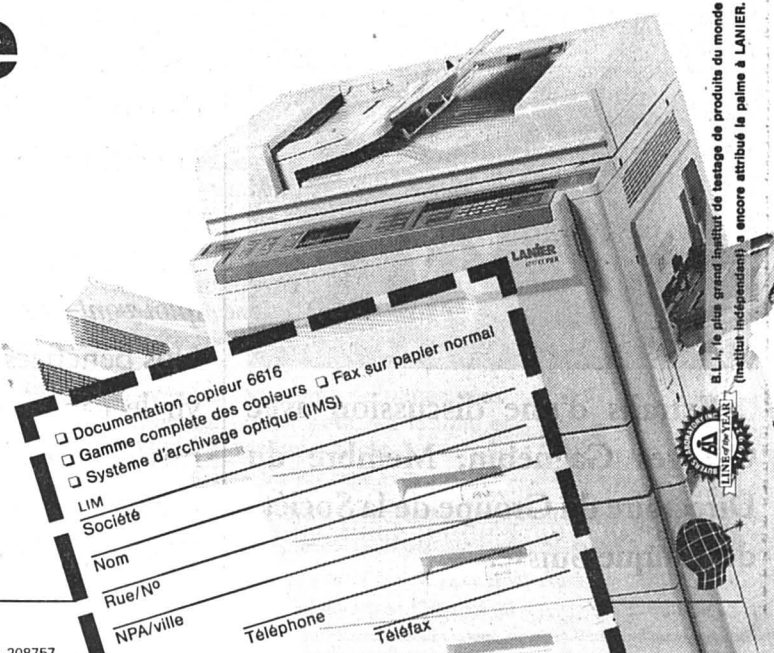 LANIER
B.L.I., le plus grand institut de testage de produits du monde
(institut indépendant) a encore attribué la palme à LANIER.
LINE of the YEAR
❑ Documentation copieur 6616
❑ Gamme complète des copieurs ❑ Fax sur papier normal
❑ Système d'archivage optique (IMS)
LIM
Société
Nom
Rue/Nº
NPA/ville Téléphone Téléfax
208757